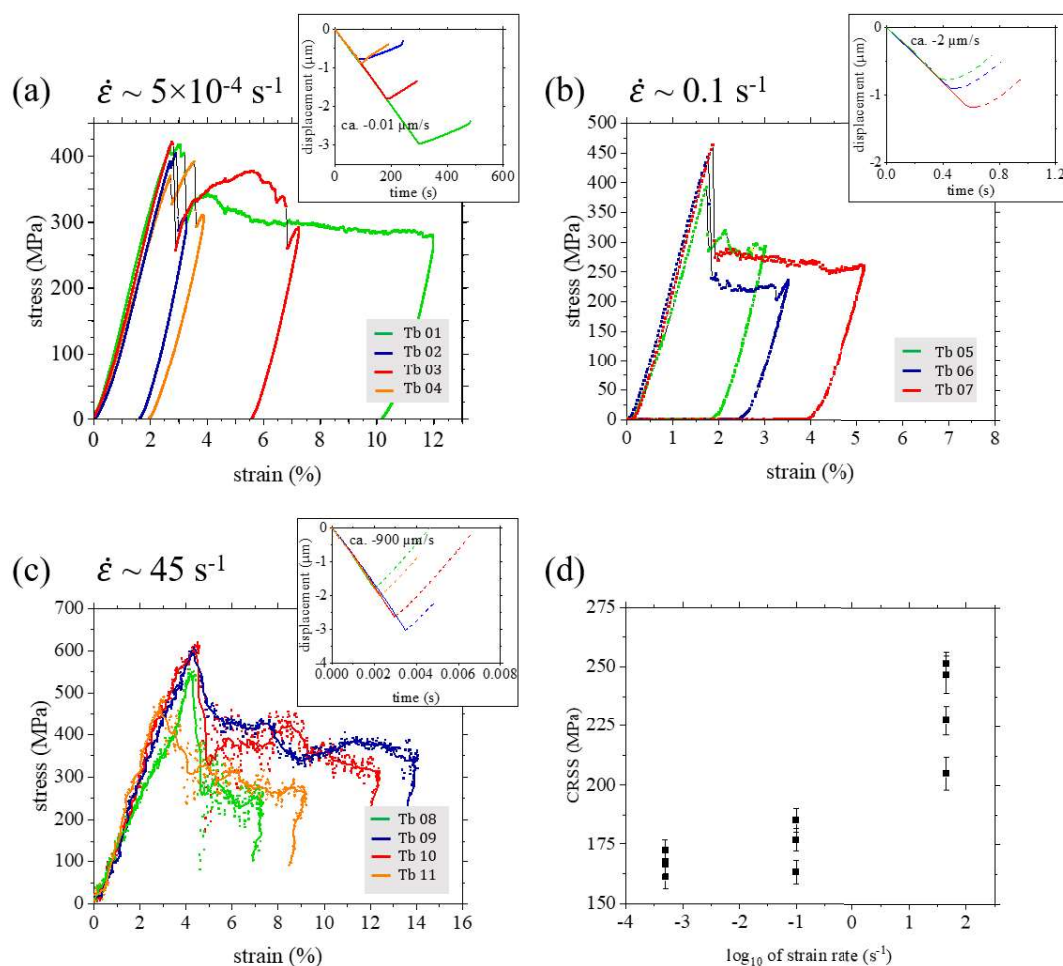 (a) ε̇ ~ 5×10⁻⁴ s⁻¹
stress (MPa)
400
300
200
100
0
0 2 4 6 8 10 12
strain (%)
Tb 01
Tb 02
Tb 03
Tb 04
displacement (μm)
0
-1
-2
-3
ca. -0.01 μm/s
0 200 400 600
time (s)
(b) ε̇ ~ 0.1 s⁻¹
stress (MPa)
500
450
400
350
300
250
200
150
100
50
0
0 1 2 3 4 5 6 7 8
strain (%)
Tb 05
Tb 06
Tb 07
displacement (μm)
0
-1
-2
ca. -2 μm/s
0.0 0.4 0.8 1.2
time (s)
(c) ε̇ ~ 45 s⁻¹
stress (MPa)
700
600
500
400
300
200
100
0
0 2 4 6 8 10 12 14 16
strain (%)
Tb 08
Tb 09
Tb 10
Tb 11
displacement (μm)
0
-1
-2
-3
-4
ca. -900 μm/s
0.000 0.002 0.004 0.006 0.008
time (s)
(d)
CRSS (MPa)
275
250
225
200
175
150
-4 -3 -2 -1 0 1 2
log₁₀ of strain rate (s⁻¹)